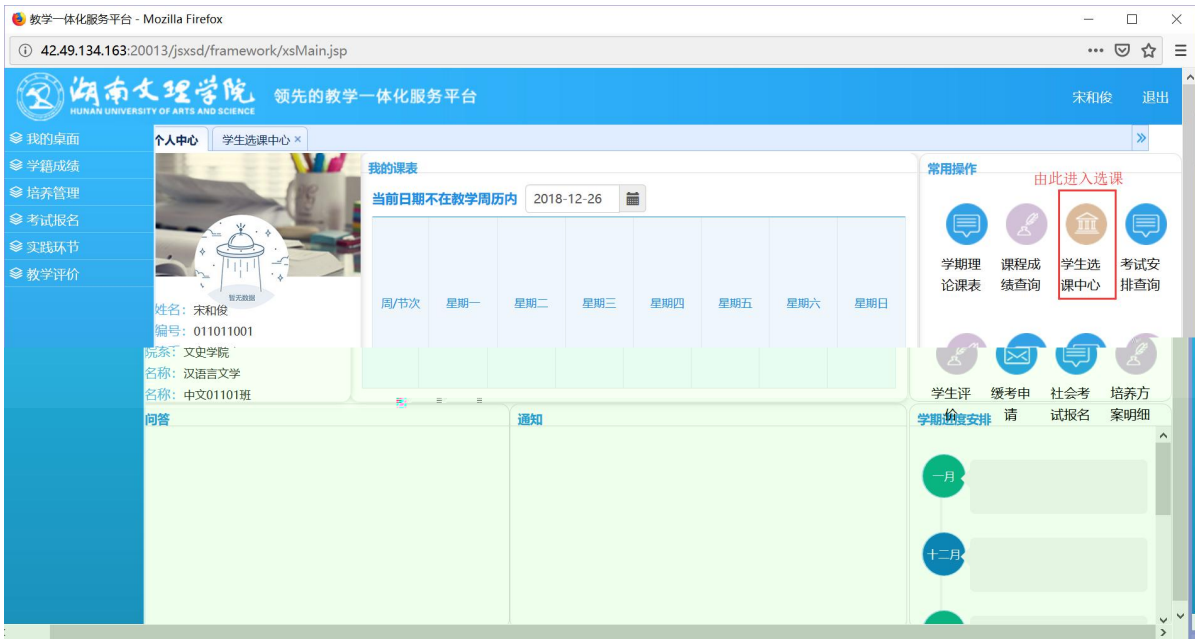 教学一体化服务平台 - Mozilla Firefox
42.49.134.163:20013/jsxsd/framework/xsMain.jsp
湖南文理学院
HUNAN UNIVERSITY OF ARTS AND SCIENCE
领先的教学一体化服务平台
宋和俊 退出
我的桌面
学籍成绩
培养管理
考试报名
实践环节
教学评价
个人中心 学生选课中心 ×
暂无数据
姓名：宋和俊
编号：011011001
院系：文史学院
名称：汉语言文学
名称：中文01101班
我的课表
当前日期不在教学周历内 2018-12-26
周/节次 星期一 星期二 星期三 星期四 星期五 星期六 星期日
常用操作
由此进入选课
学期理论课表
课程成绩查询
学生选课中心
考试安排查询
学生评价
缓考申请
社会考试报名
培养方案明细
问答
通知
学期进度安排
一月
十二月